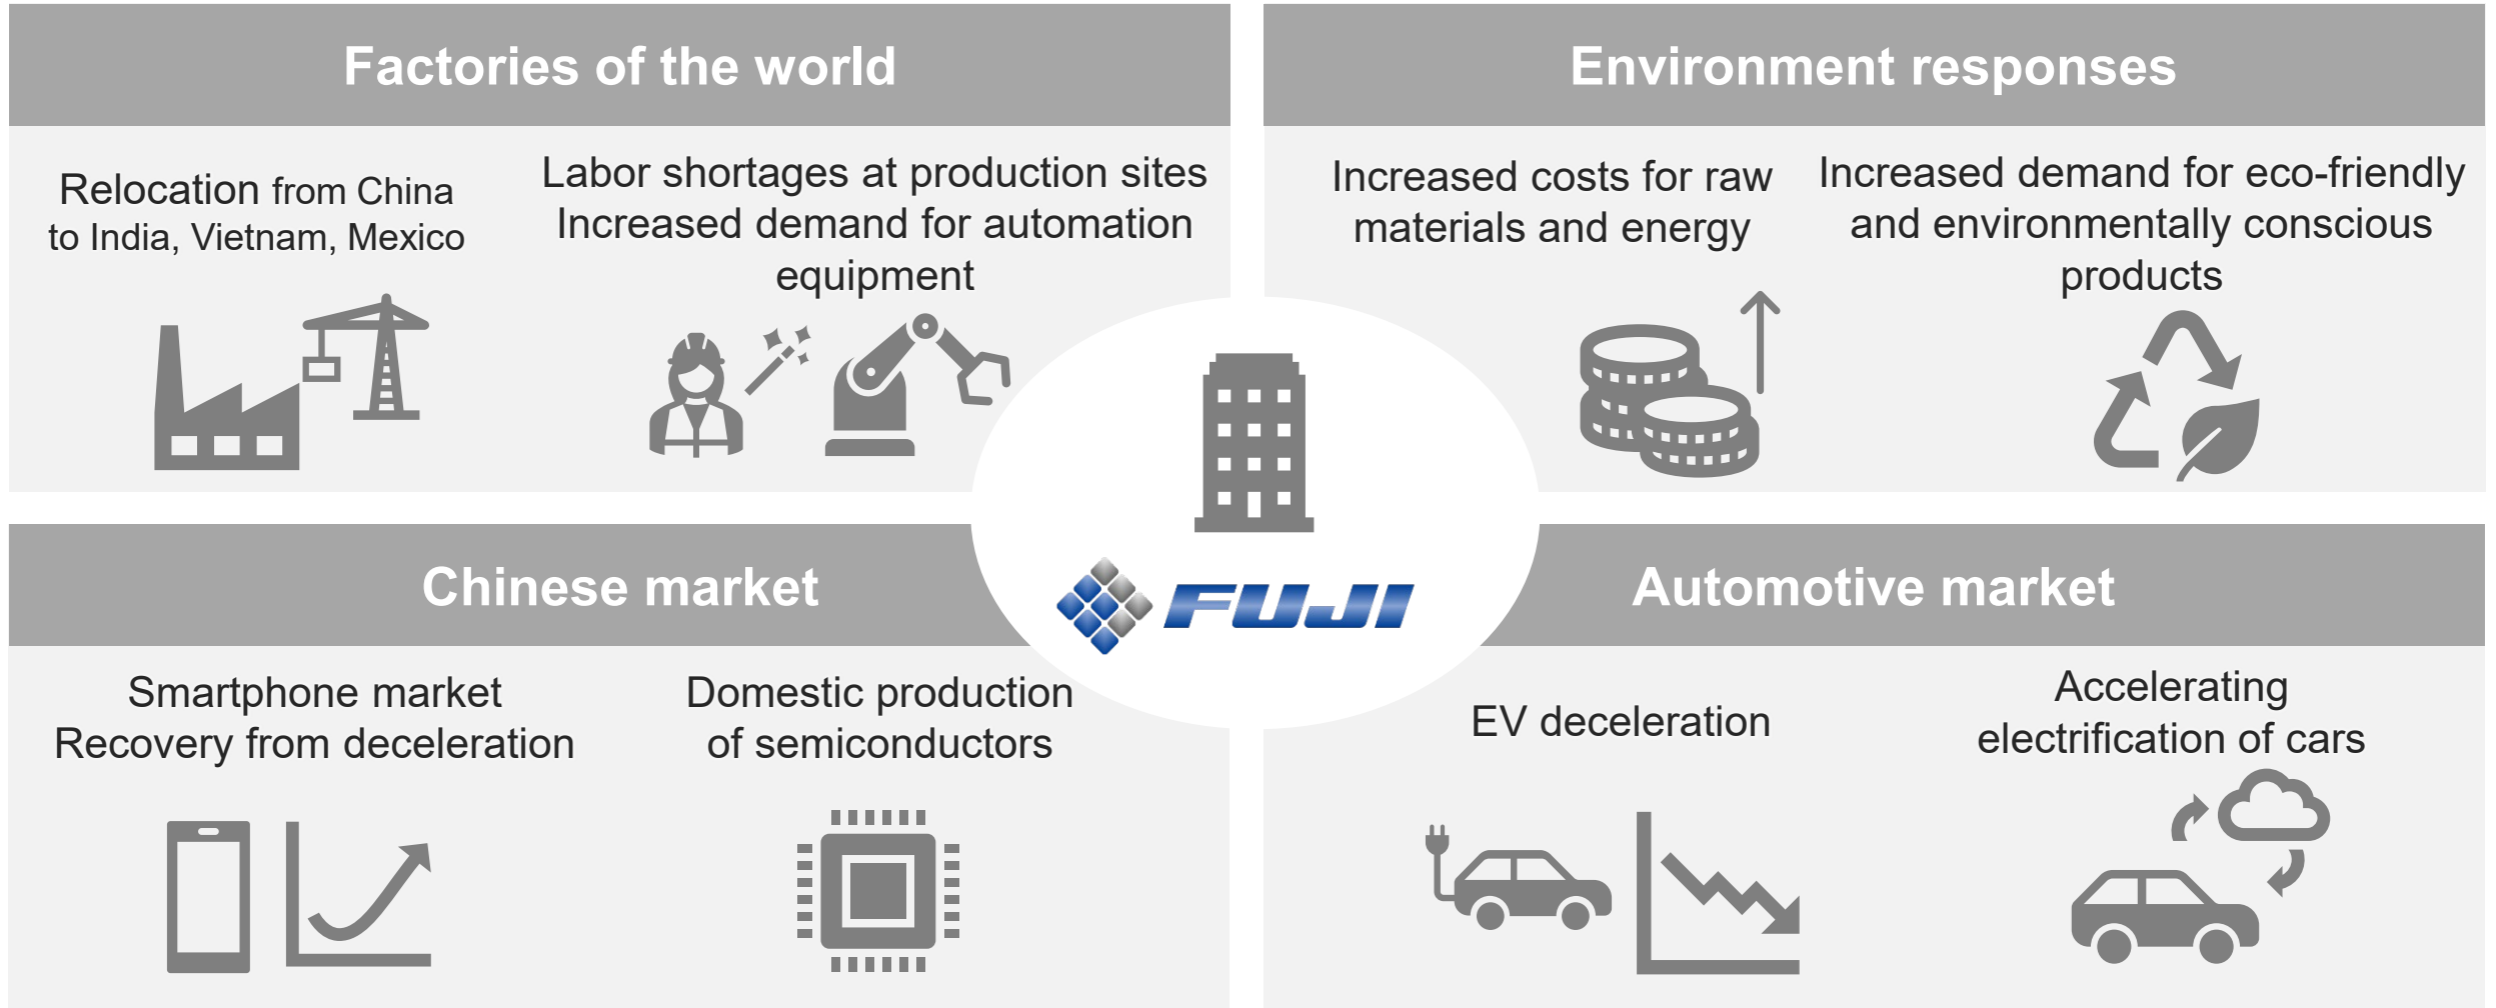 Factories of the world
Relocation from China
to India, Vietnam, Mexico
Labor shortages at production sites
Increased demand for automation
equipment
Environment responses
Increased costs for raw
materials and energy
Increased demand for eco-friendly
and environmentally conscious
products
FUJI
Chinese market
Smartphone market
Recovery from deceleration
Domestic production
of semiconductors
Automotive market
EV deceleration
Accelerating
electrification of cars